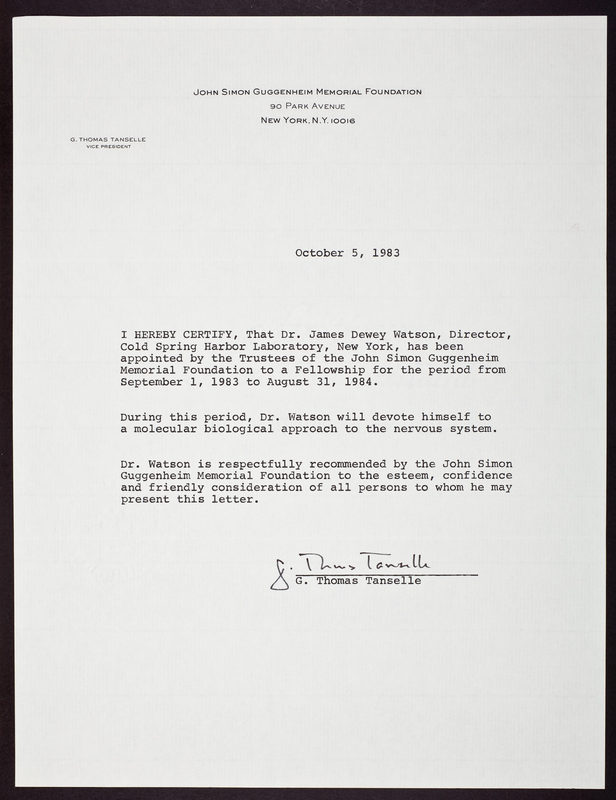 JOHN SIMON GUGGENHEIM MEMORIAL FOUNDATION
90 PARK AVENUE
NEW YORK, N.Y. 10016
G. THOMAS TANSELLE
VICE PRESIDENT
October 5, 1983
I HEREBY CERTIFY, That Dr. James Dewey Watson, Director,
Cold Spring Harbor Laboratory, New York, has been
appointed by the Trustees of the John Simon Guggenheim
Memorial Foundation to a Fellowship for the period from
September 1, 1983 to August 31, 1984.
During this period, Dr. Watson will devote himself to
a molecular biological approach to the nervous system.
Dr. Watson is respectfully recommended by the John Simon
Guggenheim Memorial Foundation to the esteem, confidence
and friendly consideration of all persons to whom he may
present this letter.
G. Thomas Tanselle
G. Thomas Tanselle